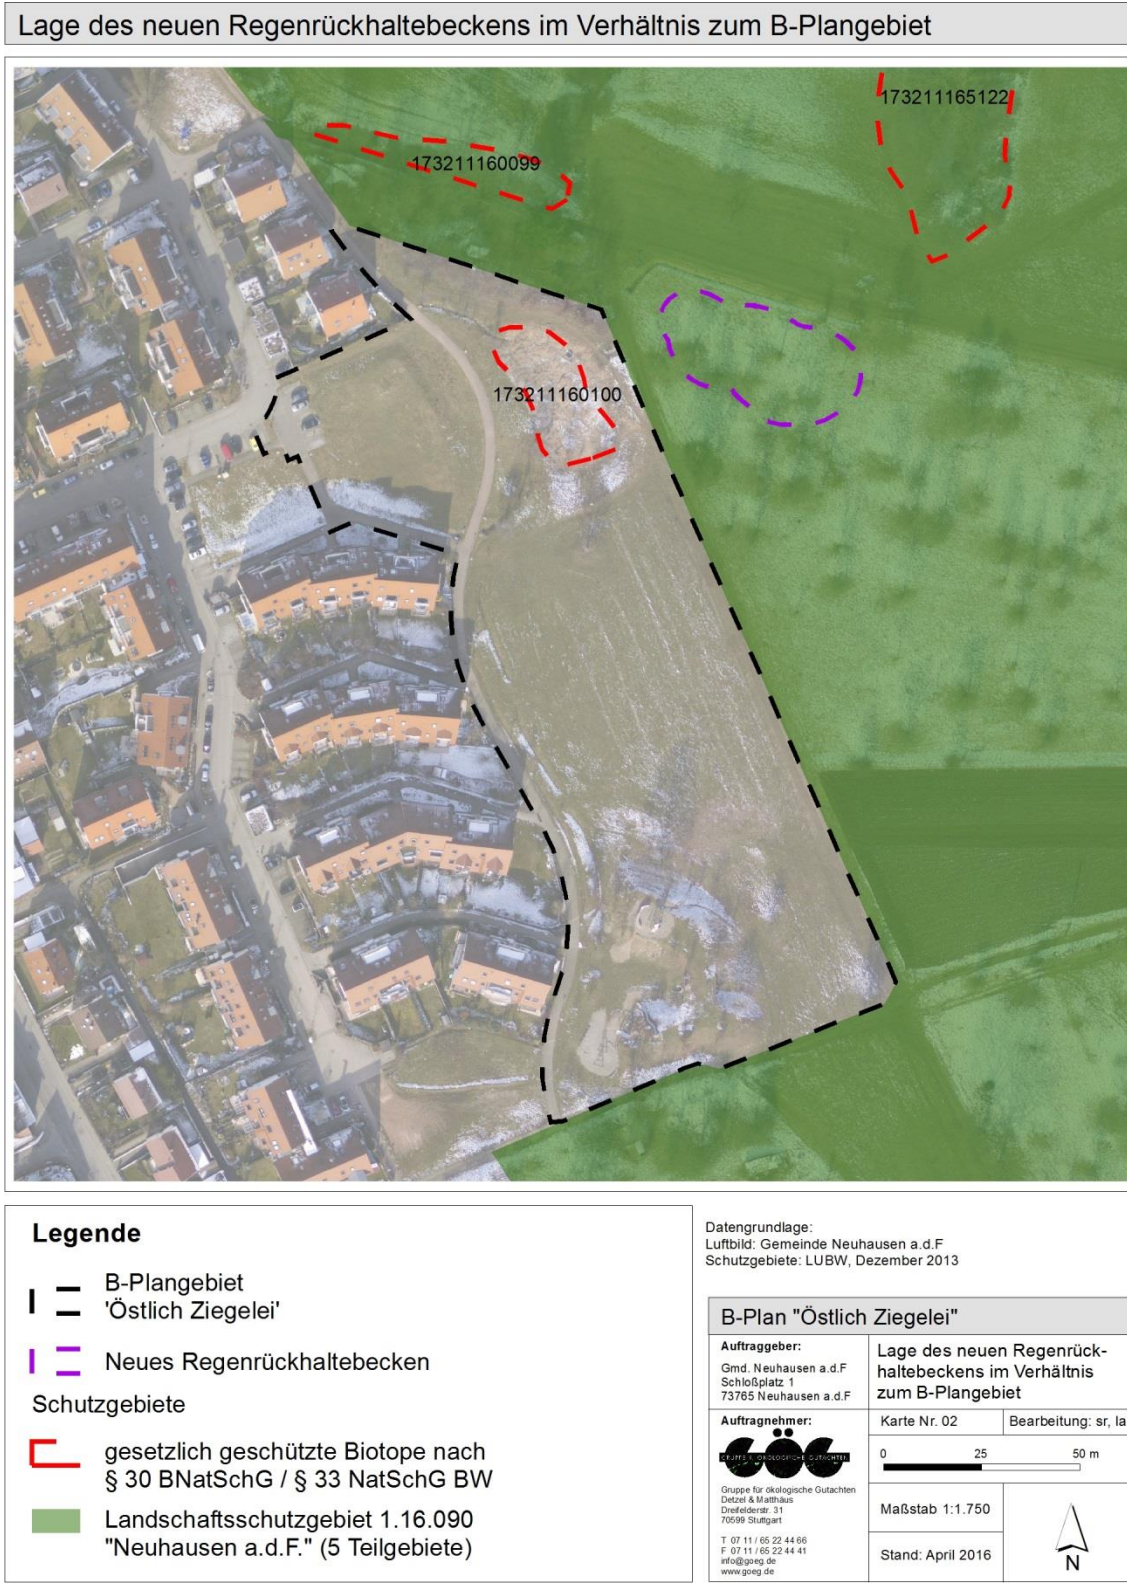 Lage des neuen Regenrückhaltebeckens im Verhältnis zum B-Plangebiet
173211165122
173211160099
173211160100
Legende
B-Plangebiet
'Östlich Ziegelei'
Neues Regenrückhaltebecken
Schutzgebiete
gesetzlich geschützte Biotope nach
§ 30 BNatSchG / § 33 NatSchG BW
Landschaftsschutzgebiet 1.16.090
"Neuhausen a.d.F." (5 Teilgebiete)
Datengrundlage:
Luftbild: Gemeinde Neuhausen a.d.F
Schutzgebiete: LUBW, Dezember 2013
B-Plan "Östlich Ziegelei"
Auftraggeber:
Gmd. Neuhausen a.d.F
Schloßplatz 1
73765 Neuhausen a.d.F
Lage des neuen Regenrück-
haltebeckens im Verhältnis
zum B-Plangebiet
Auftragnehmer:
GRUPPE F. ÖKOLOGISCHE GUTACHTEN
Gruppe für ökologische Gutachten
Detzel & Matthäus
Dreifelderstr. 31
70599 Stuttgart
T 07 11 / 65 22 44 66
F 07 11 / 65 22 44 41
info@goeg.de
www.goeg.de
Karte Nr. 02
Bearbeitung: sr, la
0 25 50 m
Maßstab 1:1.750
Stand: April 2016
N